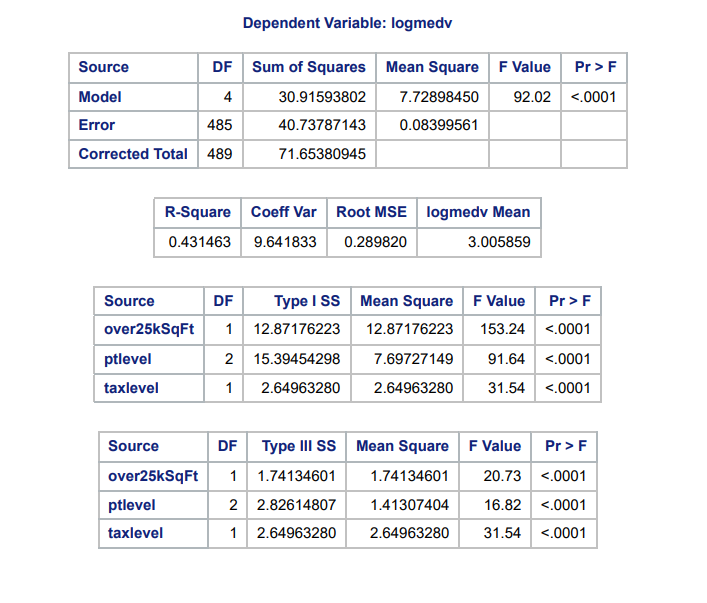 Dependent Variable: logmedv
Source DF Sum of Squares Mean Square F Value Pr > F
Model 4 30.91593802 7.72898450 92.02 <.0001
Error 485 40.73787143 0.08399561
Corrected Total 489 71.65380945
R-Square Coeff Var Root MSE logmedv Mean
0.431463 9.641833 0.289820 3.005859
Source DF Type I SS Mean Square F Value Pr > F
over25kSqFt 1 12.87176223 12.87176223 153.24 <.0001
ptlevel 2 15.39454298 7.69727149 91.64 <.0001
taxlevel 1 2.64963280 2.64963280 31.54 <.0001
Source DF Type III SS Mean Square F Value Pr > F
over25kSqFt 1 1.74134601 1.74134601 20.73 <.0001
ptlevel 2 2.82614807 1.41307404 16.82 <.0001
taxlevel 1 2.64963280 2.64963280 31.54 <.0001